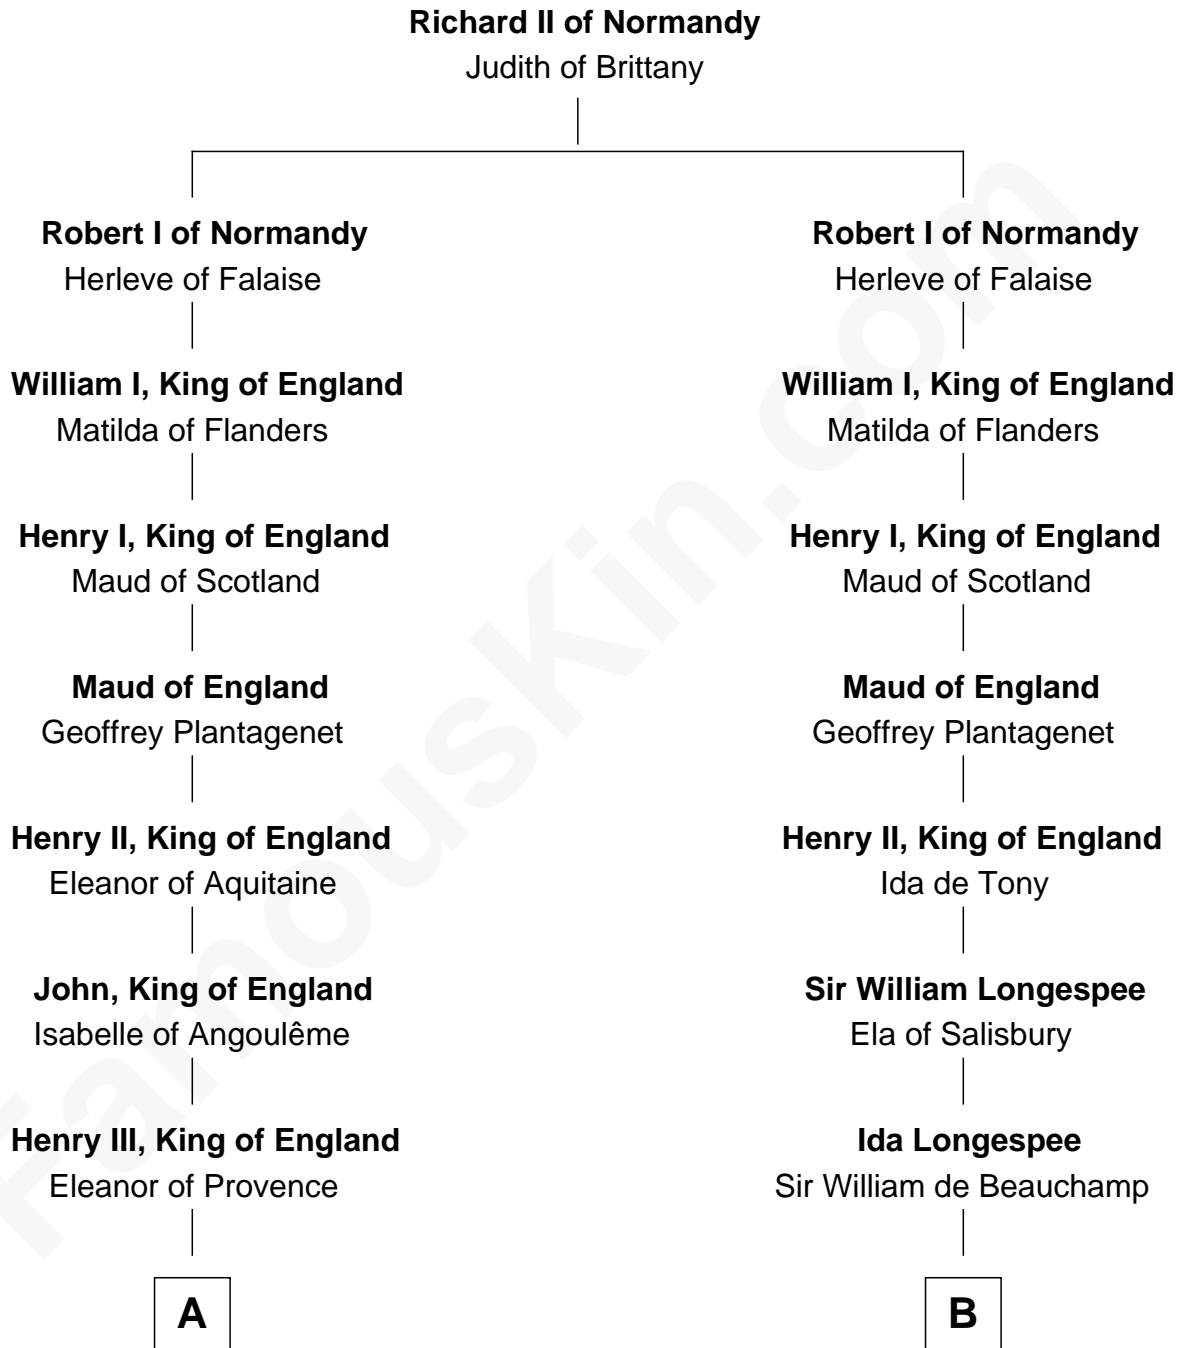 Richard II of Normandy
Judith of Brittany
Robert I of Normandy
Herleve of Falaise
William I, King of England
Matilda of Flanders
Henry I, King of England
Maud of Scotland
Maud of England
Geoffrey Plantagenet
Henry II, King of England
Eleanor of Aquitaine
John, King of England
Isabelle of Angoulême
Henry III, King of England
Eleanor of Provence
A
Robert I of Normandy
Herleve of Falaise
William I, King of England
Matilda of Flanders
Henry I, King of England
Maud of Scotland
Maud of England
Geoffrey Plantagenet
Henry II, King of England
Ida de Tony
Sir William Longespee
Ela of Salisbury
Ida Longespee
Sir William de Beauchamp
B
FamousKin.com